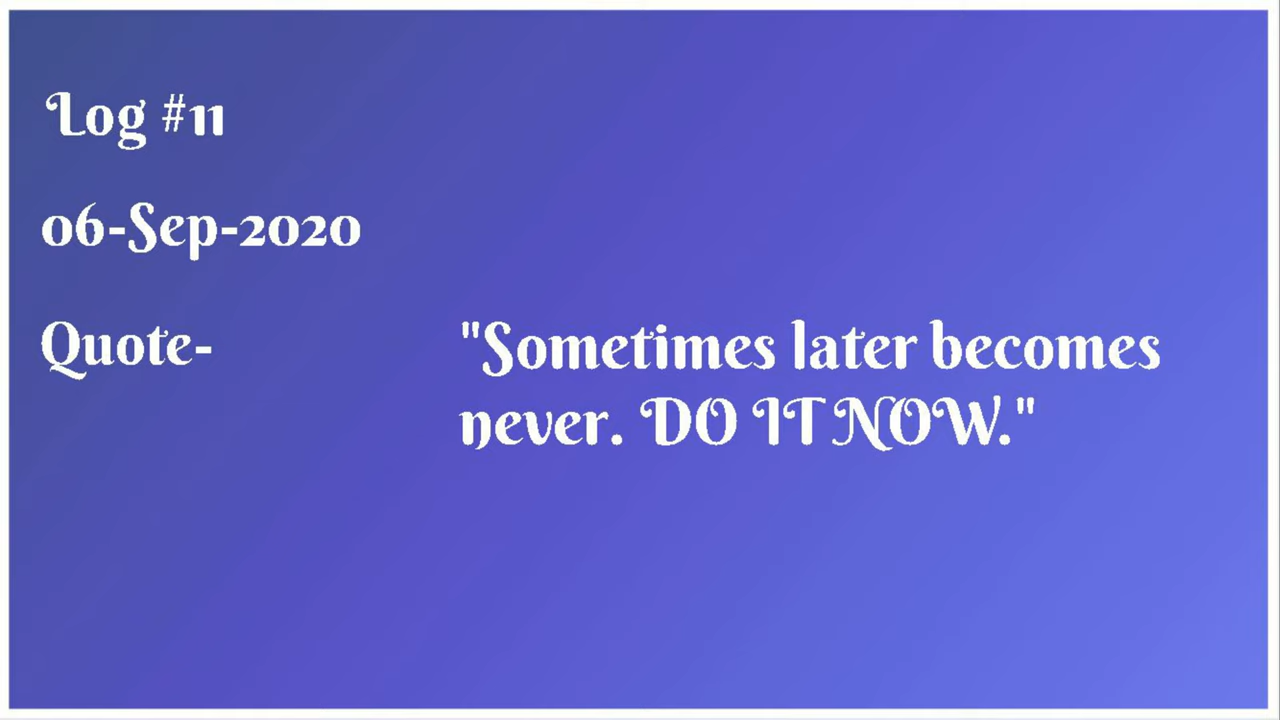 Log #11
06-Sep-2020
Quote- "Sometimes later becomes
never. DO IT NOW."